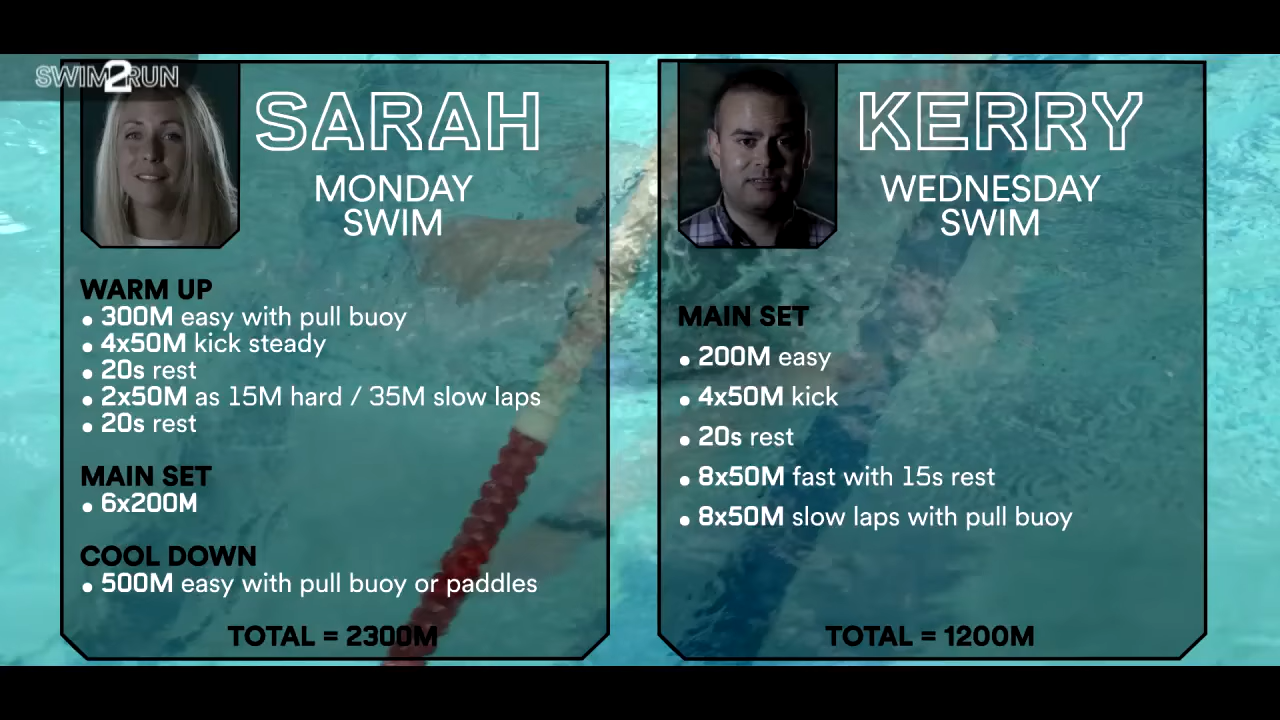 SWIM2RUN
SARAH
MONDAY
SWIM
WARM UP
• 300M easy with pull buoy
• 4x50M kick steady
• 20s rest
• 2x50M as 15M hard / 35M slow laps
• 20s rest
MAIN SET
• 6x200M
COOL DOWN
• 500M easy with pull buoy or paddles
TOTAL = 2300M
KERRY
WEDNESDAY
SWIM
MAIN SET
• 200M easy
• 4x50M kick
• 20s rest
• 8x50M fast with 15s rest
• 8x50M slow laps with pull buoy
TOTAL = 1200M